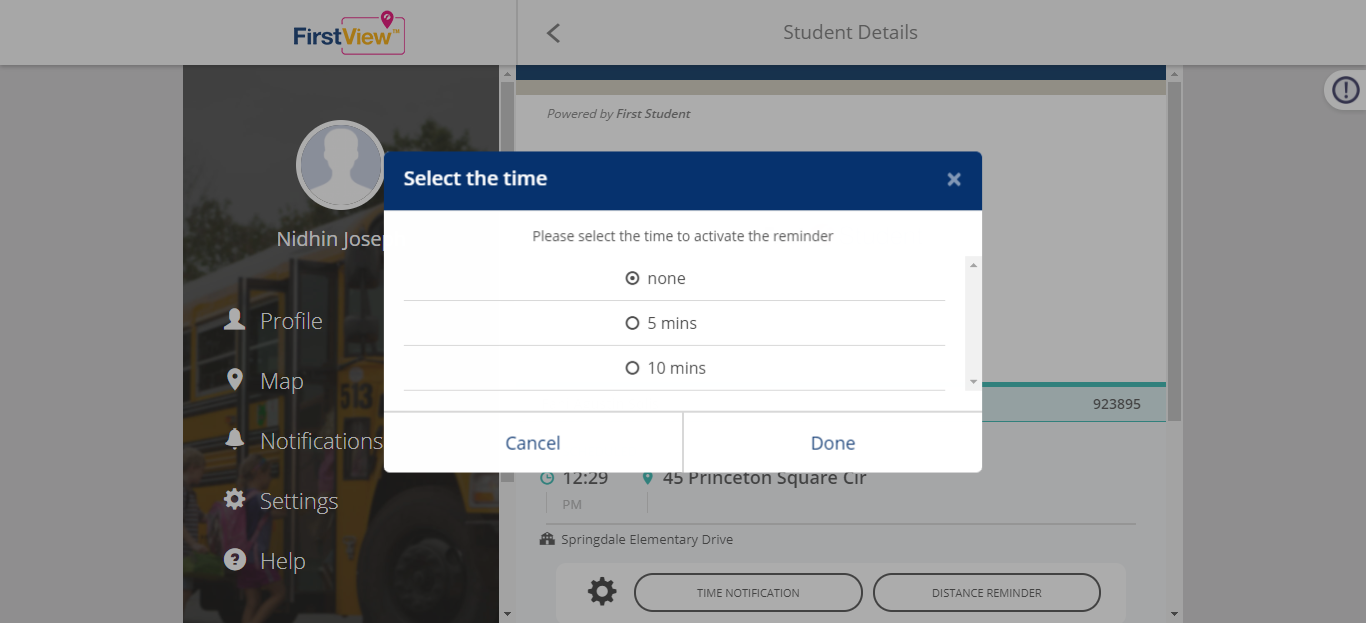 FirstView™
Student Details
Powered by First Student
Nidhin Josep
Profile
Map
Notifications
Settings
Help
513
Select the time
×
Please select the time to activate the reminder
none
5 mins
10 mins
Cancel
Done
923895
12:29
PM
45 Princeton Square Cir
Springdale Elementary Drive
TIME NOTIFICATION
DISTANCE REMINDER